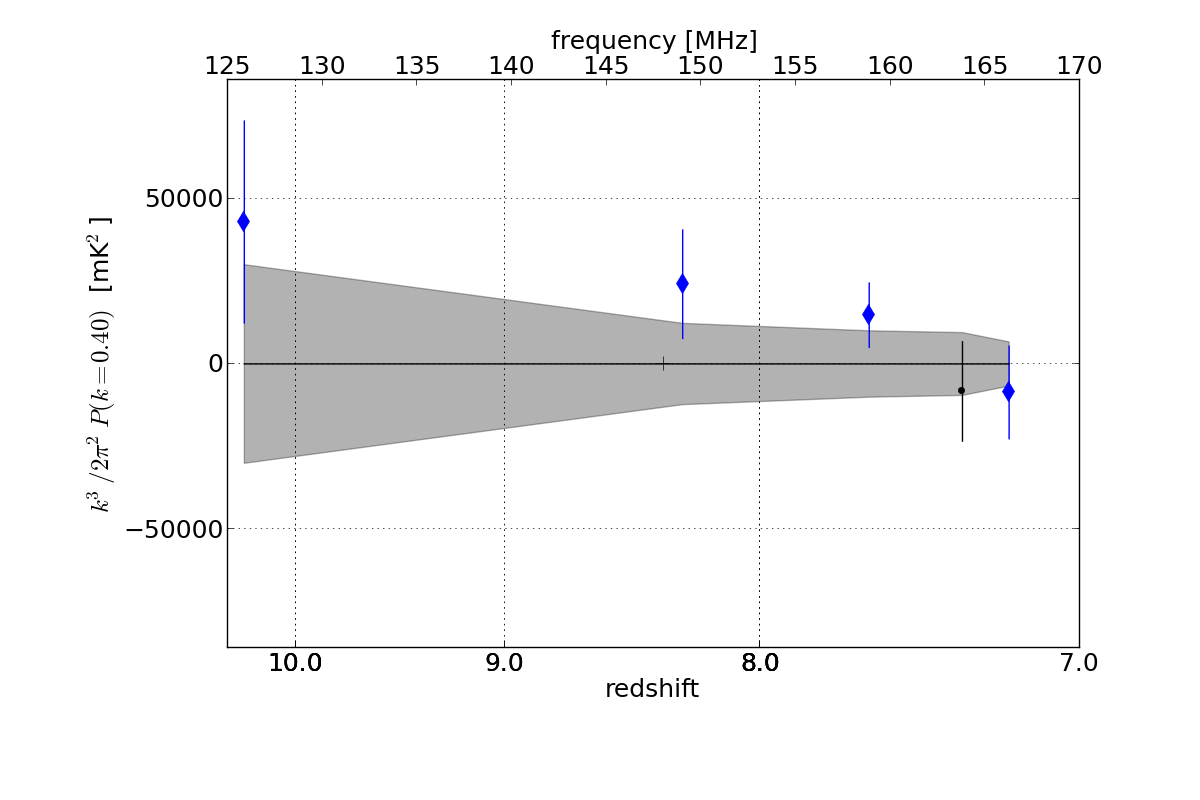 frequency [MHz]
125 130 135 140 145 150 155 160 165 170
50000
0
−50000
k³ /2π² P(k=0.40) [mK² ]
10.0 9.0 8.0 7.0
redshift